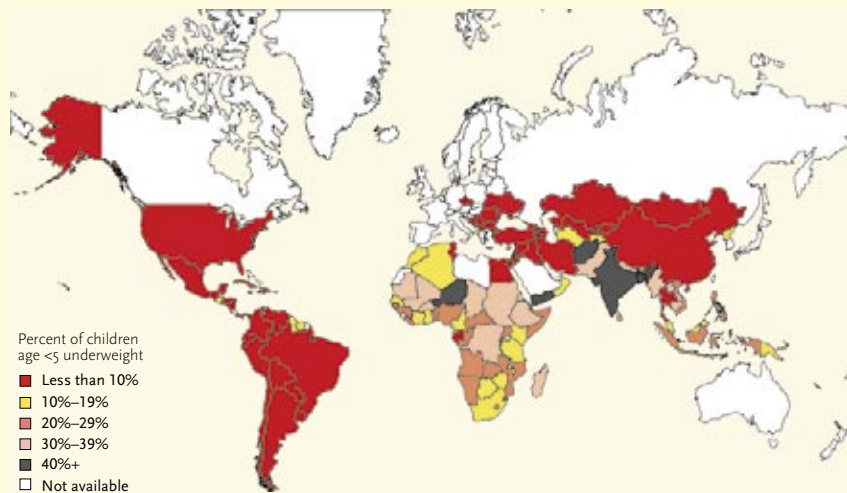 Percent of children
age <5 underweight
Less than 10%
10%–19%
20%–29%
30%–39%
40%+
Not available